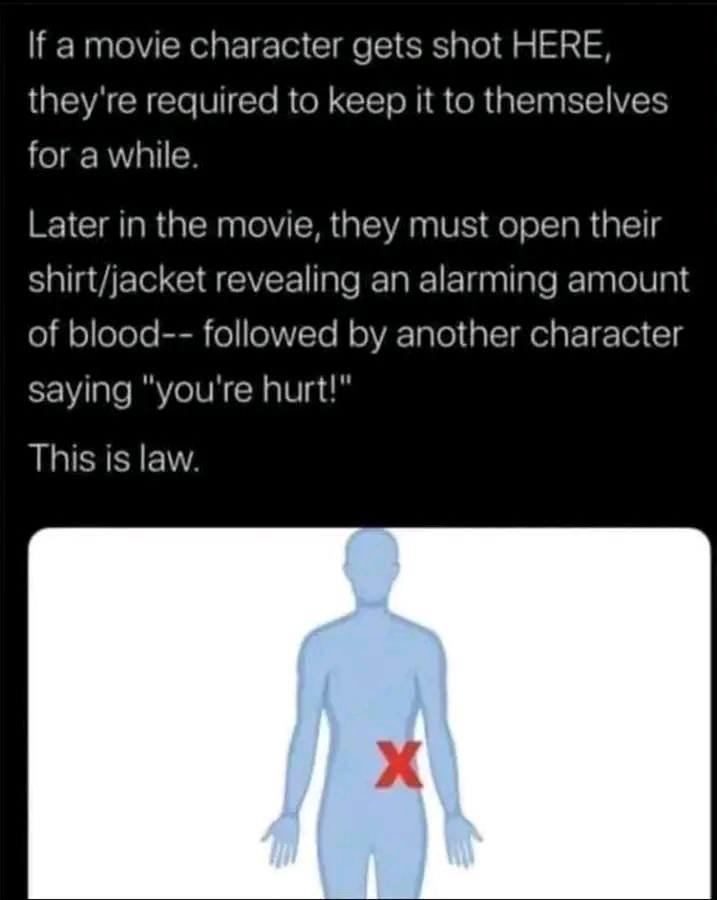 If a movie character gets shot HERE,
they're required to keep it to themselves
for a while.
Later in the movie, they must open their
shirt/jacket revealing an alarming amount
of blood-- followed by another character
saying "you're hurt!"
This is law.
X